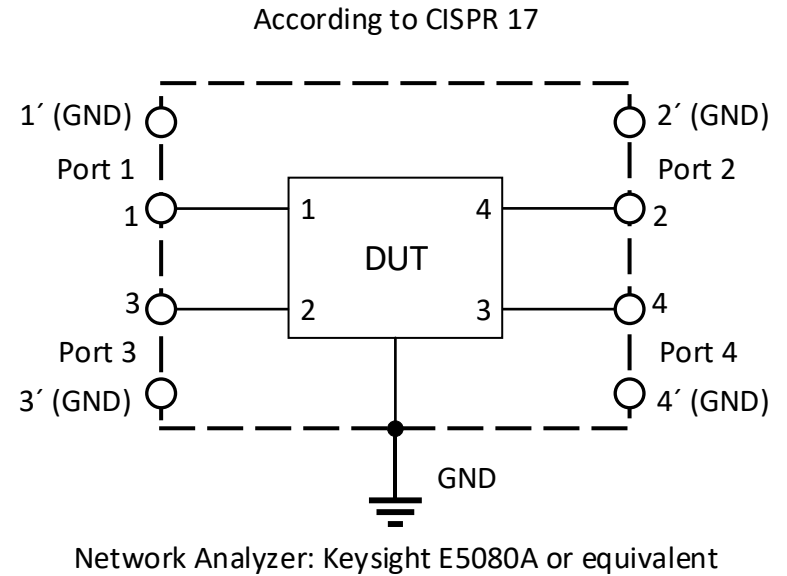 According to CISPR 17
1´ (GND)
2´ (GND)
Port 1
Port 2
1
1
4
2
DUT
3
2
3
4
Port 3
Port 4
3´ (GND)
4´ (GND)
GND
Network Analyzer: Keysight E5080A or equivalent